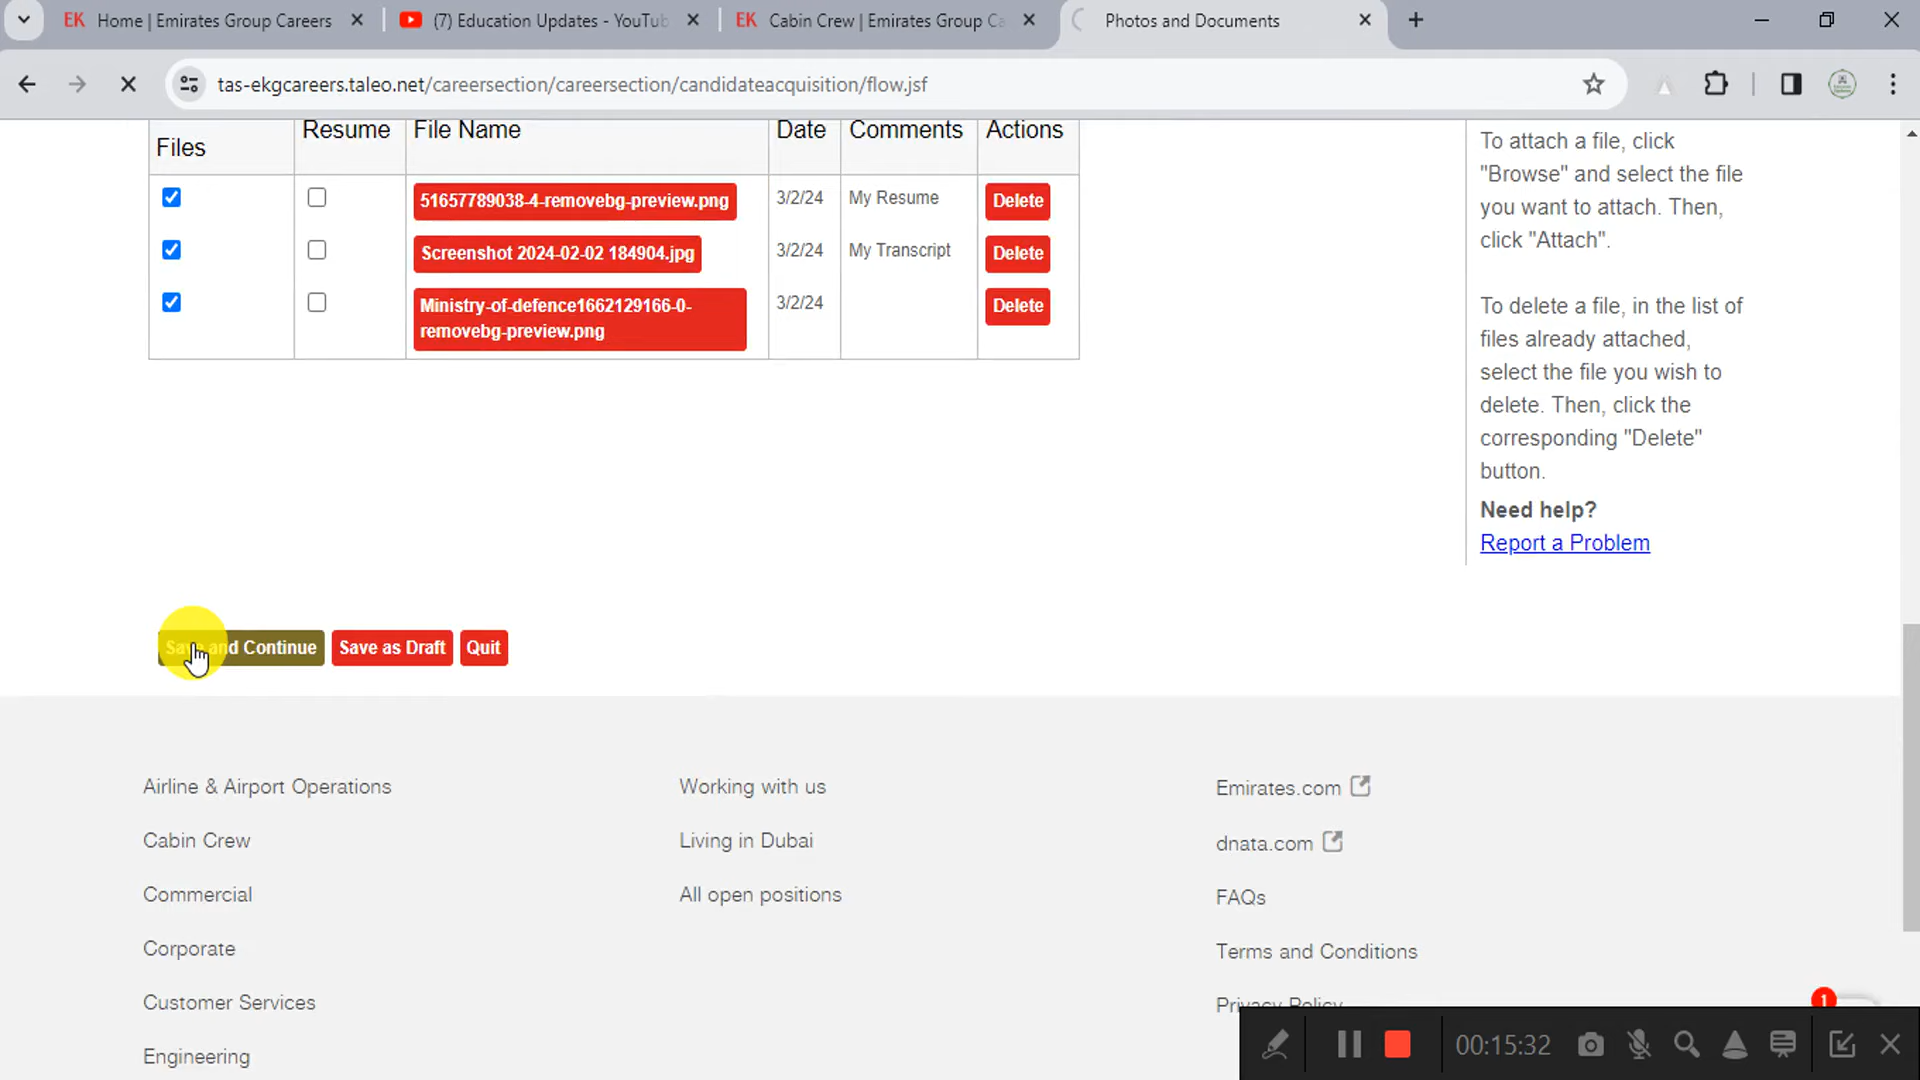 EK Home | Emirates Group Careers
(7) Education Updates - YouTub
EK Cabin Crew | Emirates Group Ca
Photos and Documents
tas-ekgcareers.taleo.net/careersection/careersection/candidateacquisition/flow.jsf
Files Resume File Name Date Comments Actions
51657789038-4-removebg-preview.png 3/2/24 My Resume Delete
Screenshot 2024-02-02 184904.jpg 3/2/24 My Transcript Delete
Ministry-of-defence1662129166-0-
removebg-preview.png 3/2/24 Delete
To attach a file, click
"Browse" and select the file
you want to attach. Then,
click "Attach".
To delete a file, in the list of
files already attached,
select the file you wish to
delete. Then, click the
corresponding "Delete"
button.
Need help?
Report a Problem
Save and Continue Save as Draft Quit
Airline & Airport Operations
Cabin Crew
Commercial
Corporate
Customer Services
Engineering
Working with us
Living in Dubai
All open positions
Emirates.com
dnata.com
FAQs
Terms and Conditions
Privacy Policy
1
00:15:32